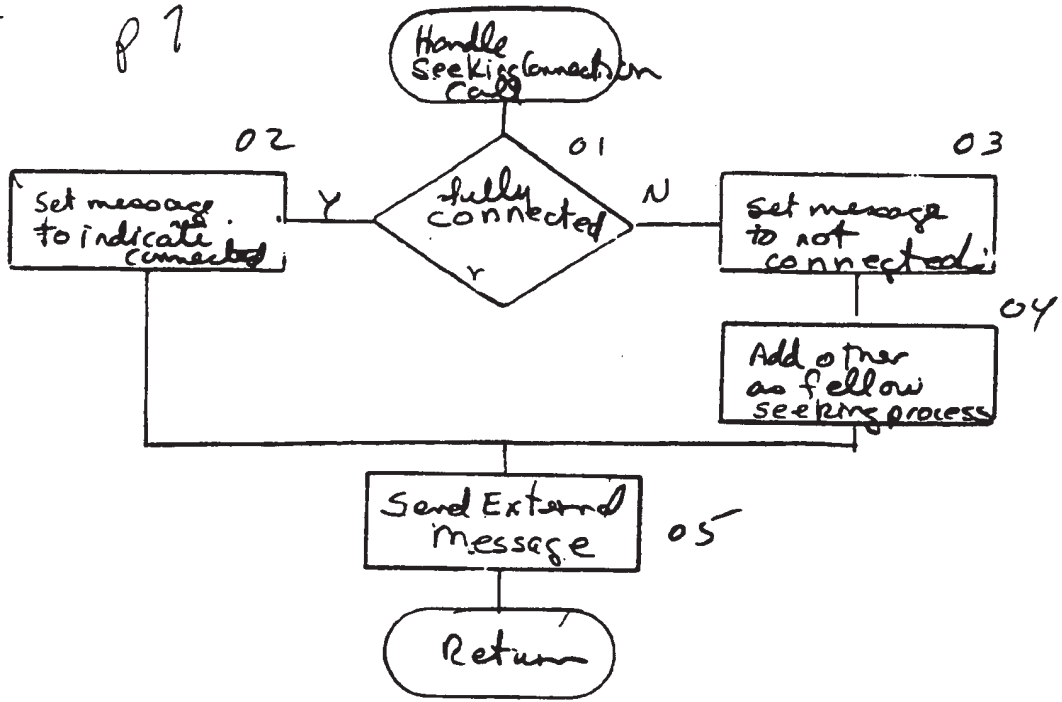 p 7
Handle
Seeking Connection
Call
01
fully
connected
Y
N
02
Set message
to indicate
connected
03
set message
to not
connected
04
Add other
as fellow
seeking process
Send External
Message
05
Return